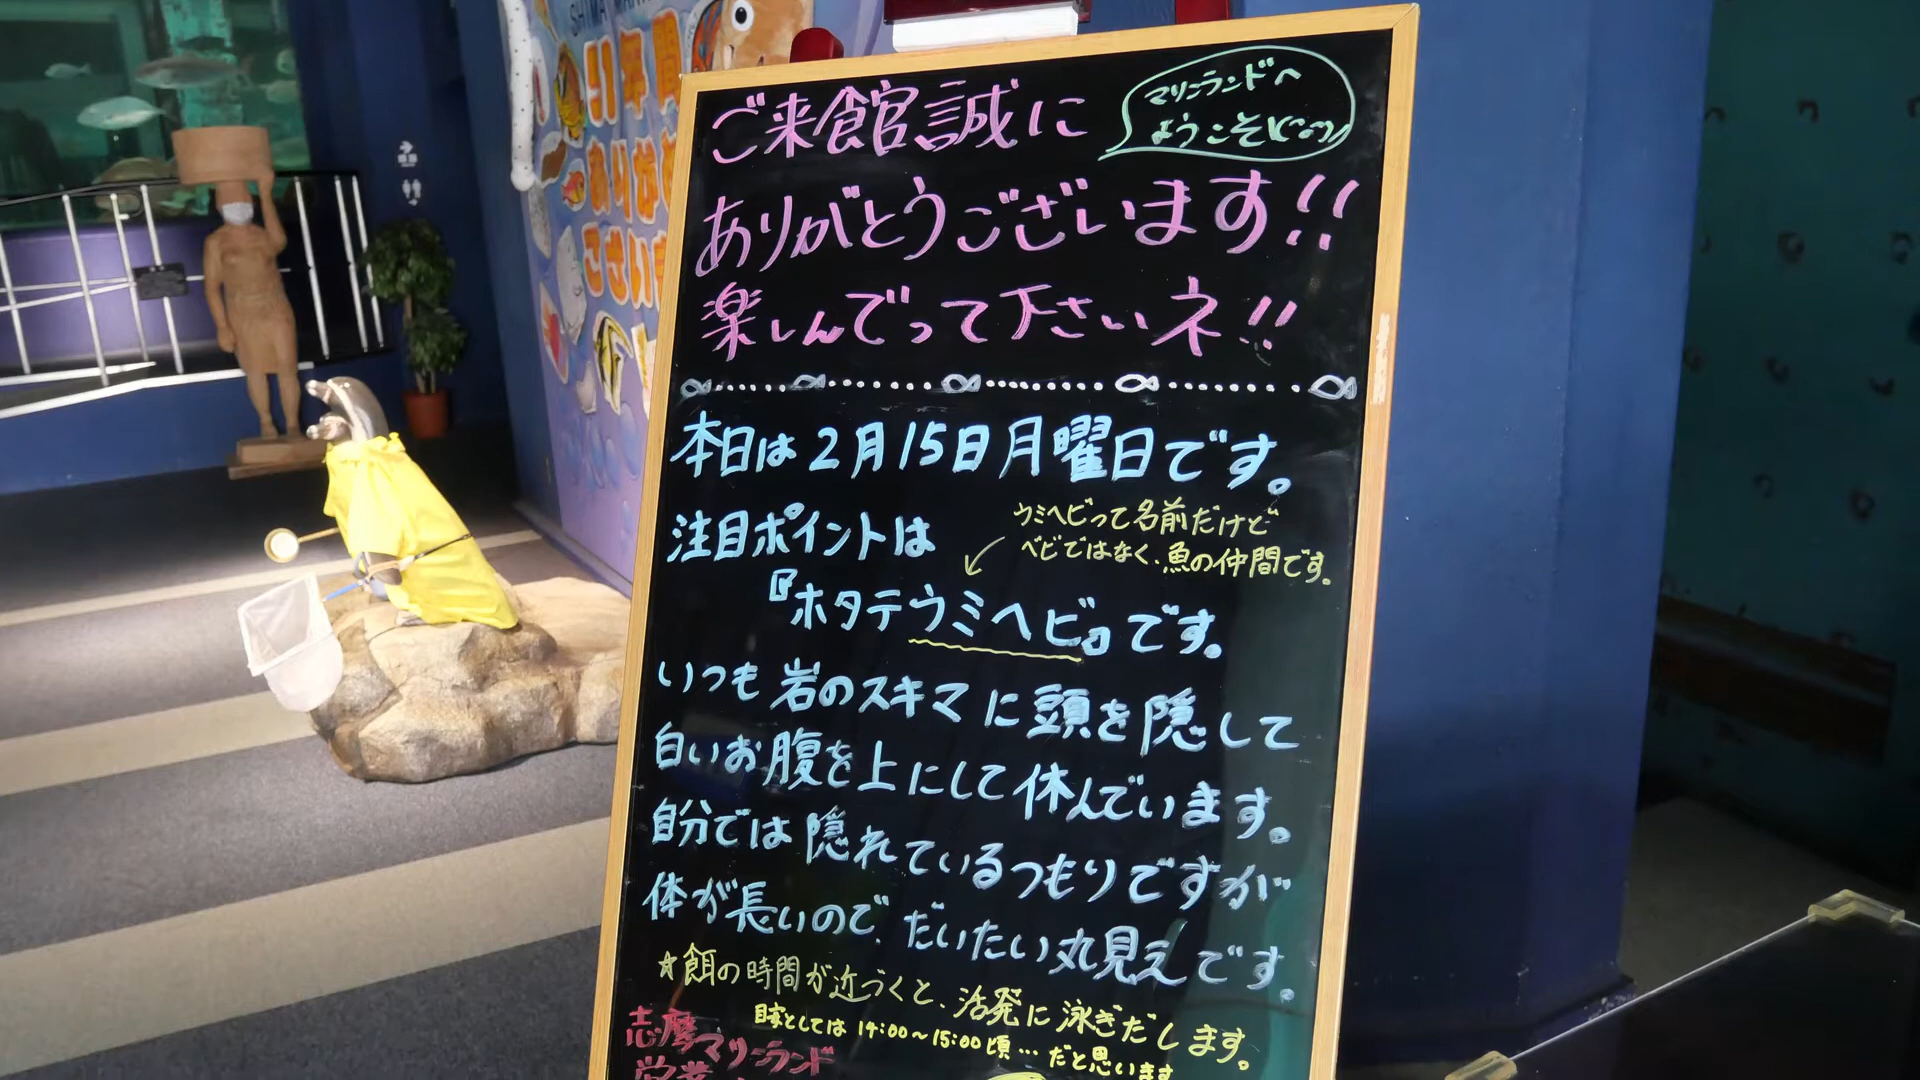 ご来館誠に
マリンランドへ
ようこそ
ありがとうございます!!
楽しんでって下さいネ!!
本日は2月15日月曜日です。
注目ポイントは
ウミヘビって名前だけど
ヘビではなく、魚の仲間です。
『ホタテウミヘビ』です。
いつも岩のスキマに頭を隠して
白いお腹を上にして休んでいます。
自分では隠れているつもりですが
体が長いので、だいたい丸見えです。
☆餌の時間が近づくと、活発に泳ぎだします。
目安としては14:00~15:00頃…だと思います
志摩マリンランド
営業